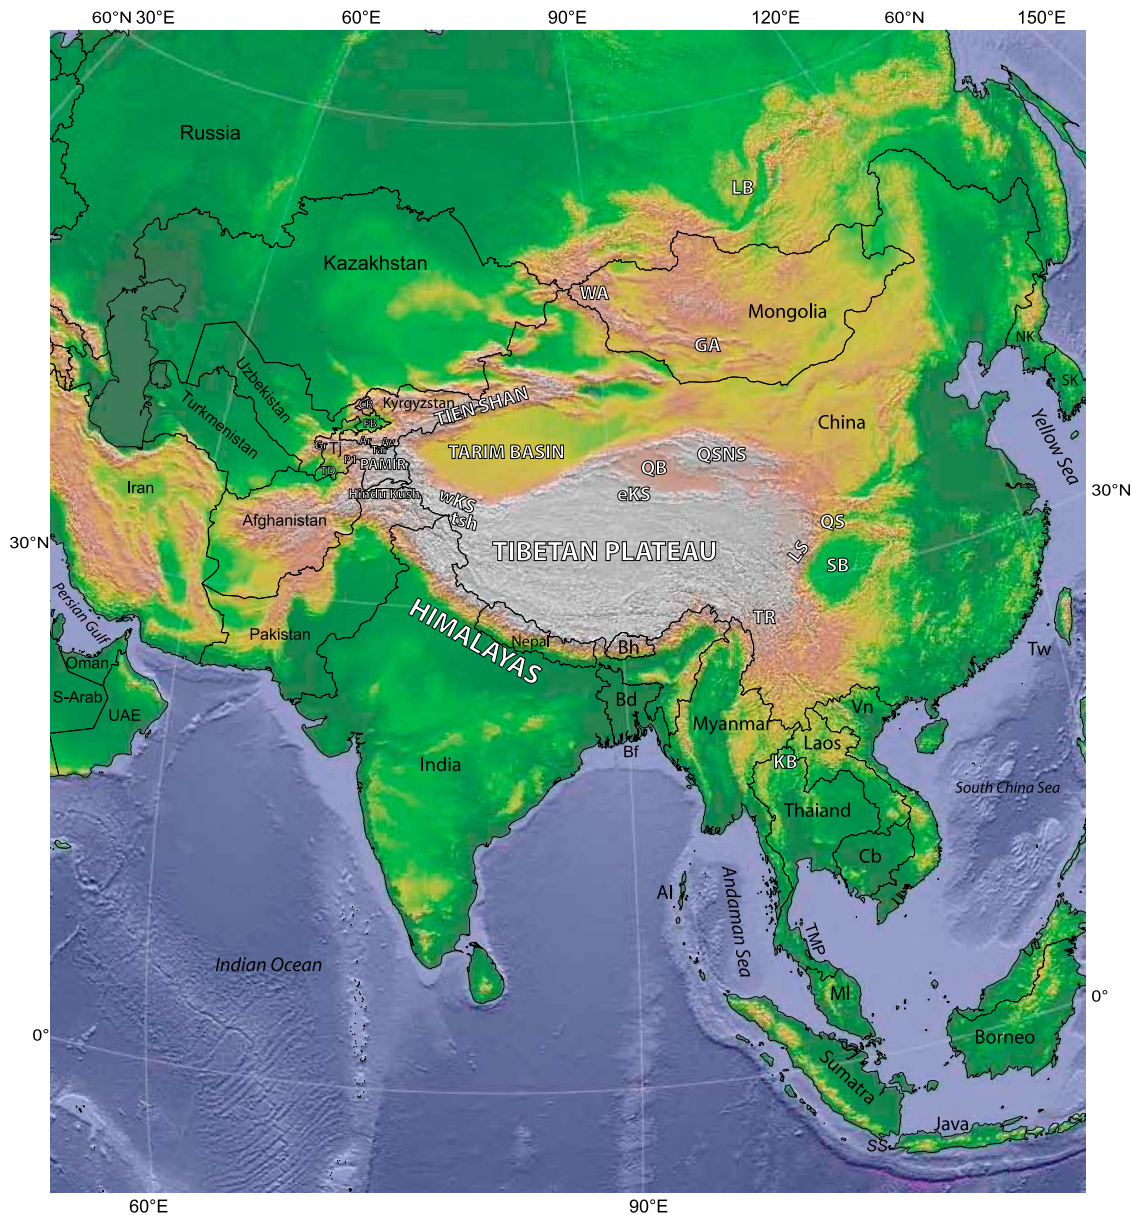 60°N 30°E 60°E 90°E 120°E 60°N 150°E
Russia
LB
Kazakhstan
WA
Mongolia
GA
NK
SK
Uzbekistan
Turkmenistan
Kyrgyzstan
TIEN SHAN
FB
China
Yellow Sea
Tj
TARIM BASIN
QSNS
PAMIR
QB
TD
Iran
Hindu Kush
eKS
wKS
30°N
Afghanistan
tsh
QS
30°N
TIBETAN PLATEAU
LS
SB
Persian Gulf
HIMALAYAS
TR
Pakistan
Nepal
Bh
Tw
Oman
S-Arab
UAE
Bd
Vn
Myanmar
Laos
Bf
India
KB
South China Sea
Thaiand
Cb
AI
Andaman Sea
TMP
Indian Ocean
Ml
0°
0°
Borneo
Sumatra
Java
SS
60°E 90°E